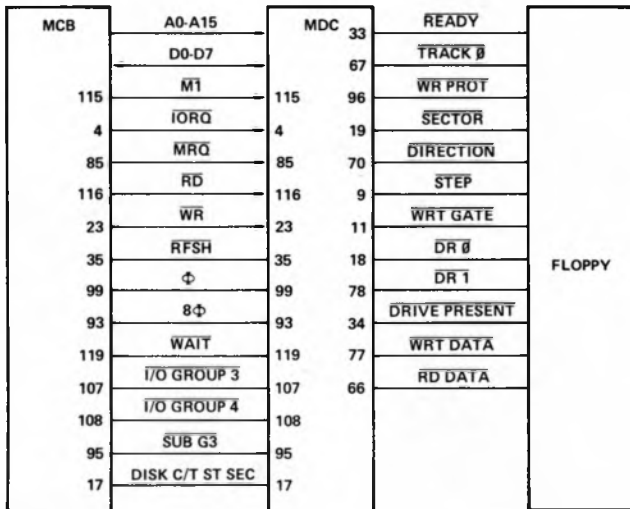 MCB
A0-A15
MDC
33
READY
D0-D7
67
TRACK Ø
115
M1
115
96
WR PROT
4
IORQ
4
19
SECTOR
85
MRQ
85
70
DIRECTION
116
RD
116
9
STEP
23
WR
23
11
WRT GATE
35
RFSH
35
18
DR Ø
FLOPPY
99
Φ
99
78
DR 1
93
8Φ
93
34
DRIVE PRESENT
119
WAIT
119
77
WRT DATA
107
I/O GROUP 3
107
66
RD DATA
108
I/O GROUP 4
108
95
SUB G3
95
17
DISK C/T ST SEC
17